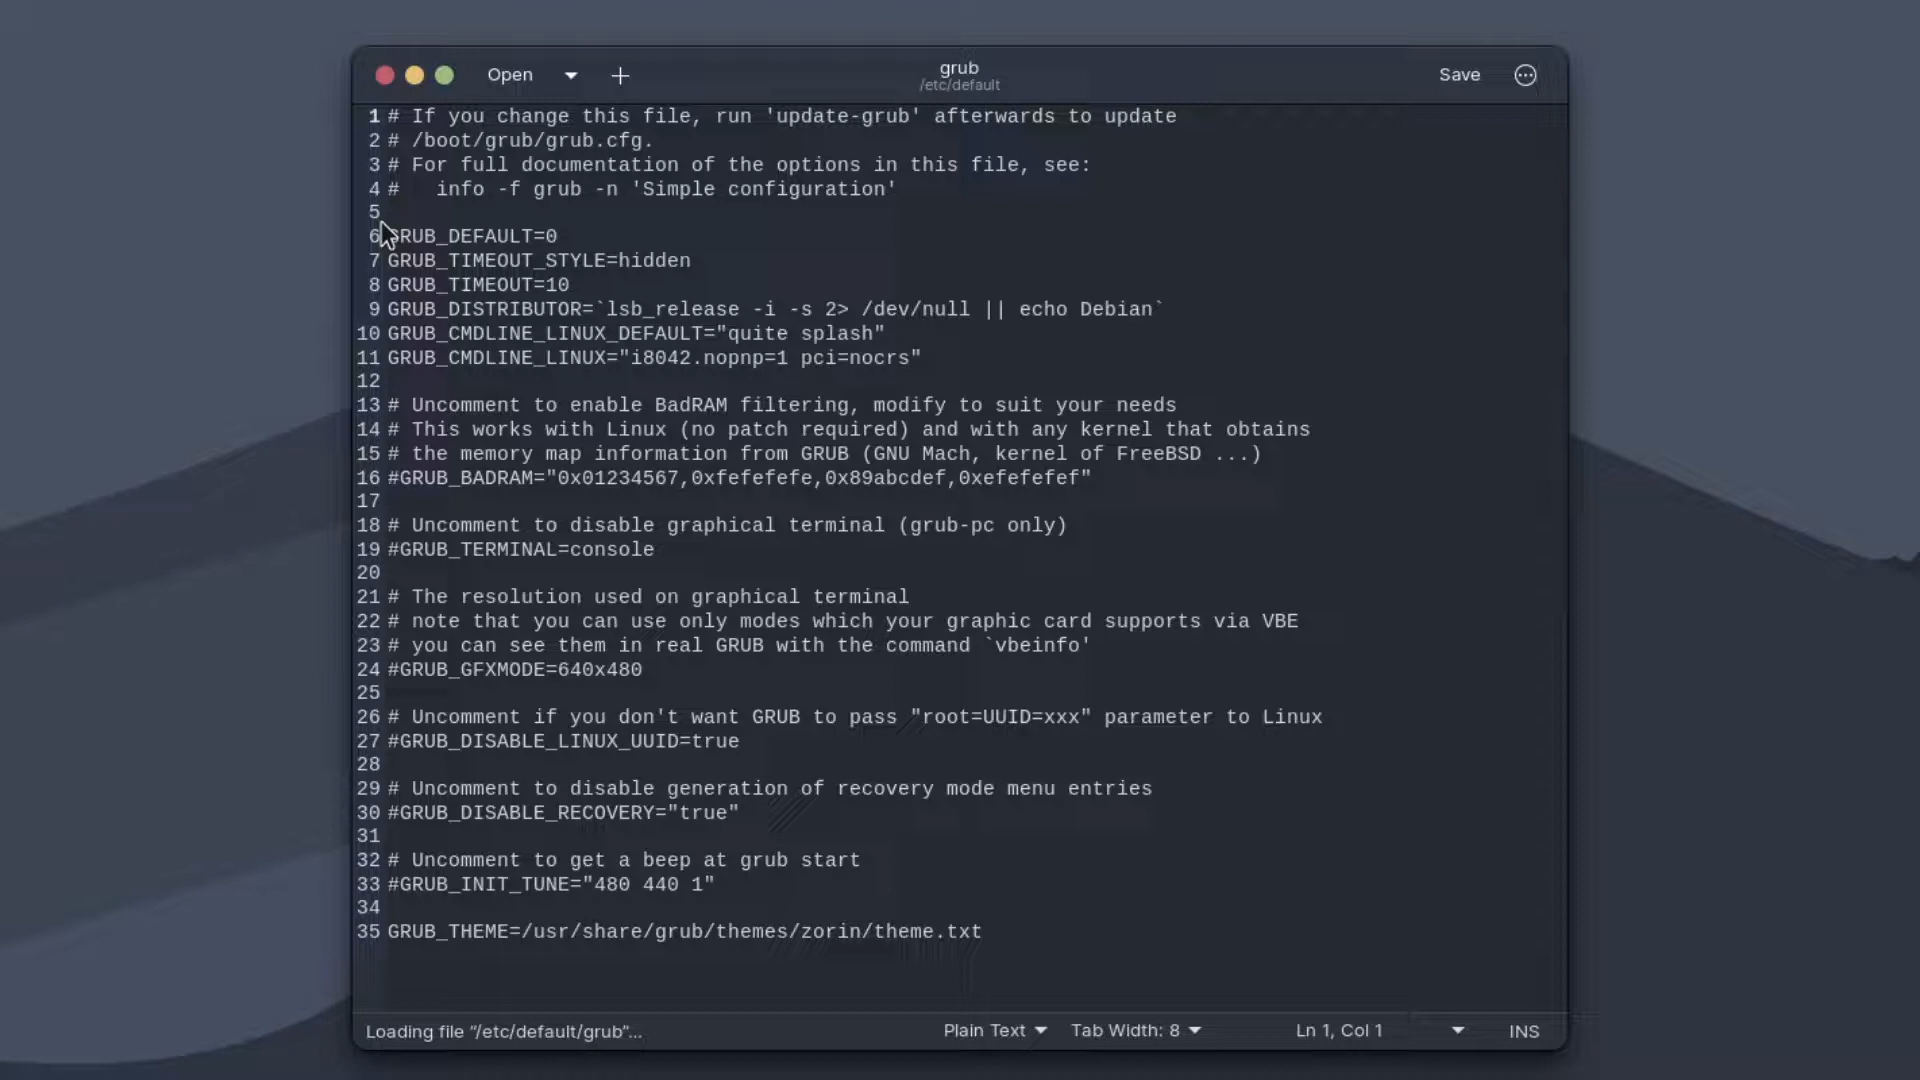 Open
grub
/etc/default
Save
1 # If you change this file, run 'update-grub' afterwards to update
2 # /boot/grub/grub.cfg.
3 # For full documentation of the options in this file, see:
4 #   info -f grub -n 'Simple configuration'
5
6 GRUB_DEFAULT=0
7 GRUB_TIMEOUT_STYLE=hidden
8 GRUB_TIMEOUT=10
9 GRUB_DISTRIBUTOR=`lsb_release -i -s 2> /dev/null || echo Debian`
10 GRUB_CMDLINE_LINUX_DEFAULT="quite splash"
11 GRUB_CMDLINE_LINUX="i8042.nopnp=1 pci=nocrs"
12
13 # Uncomment to enable BadRAM filtering, modify to suit your needs
14 # This works with Linux (no patch required) and with any kernel that obtains
15 # the memory map information from GRUB (GNU Mach, kernel of FreeBSD ...)
16 #GRUB_BADRAM="0x01234567,0xfefefefe,0x89abcdef,0xefefefef"
17
18 # Uncomment to disable graphical terminal (grub-pc only)
19 #GRUB_TERMINAL=console
20
21 # The resolution used on graphical terminal
22 # note that you can use only modes which your graphic card supports via VBE
23 # you can see them in real GRUB with the command `vbeinfo'
24 #GRUB_GFXMODE=640x480
25
26 # Uncomment if you don't want GRUB to pass "root=UUID=xxx" parameter to Linux
27 #GRUB_DISABLE_LINUX_UUID=true
28
29 # Uncomment to disable generation of recovery mode menu entries
30 #GRUB_DISABLE_RECOVERY="true"
31
32 # Uncomment to get a beep at grub start
33 #GRUB_INIT_TUNE="480 440 1"
34
35 GRUB_THEME=/usr/share/grub/themes/zorin/theme.txt
Loading file “/etc/default/grub”…
Plain Text
Tab Width: 8
Ln 1, Col 1
INS